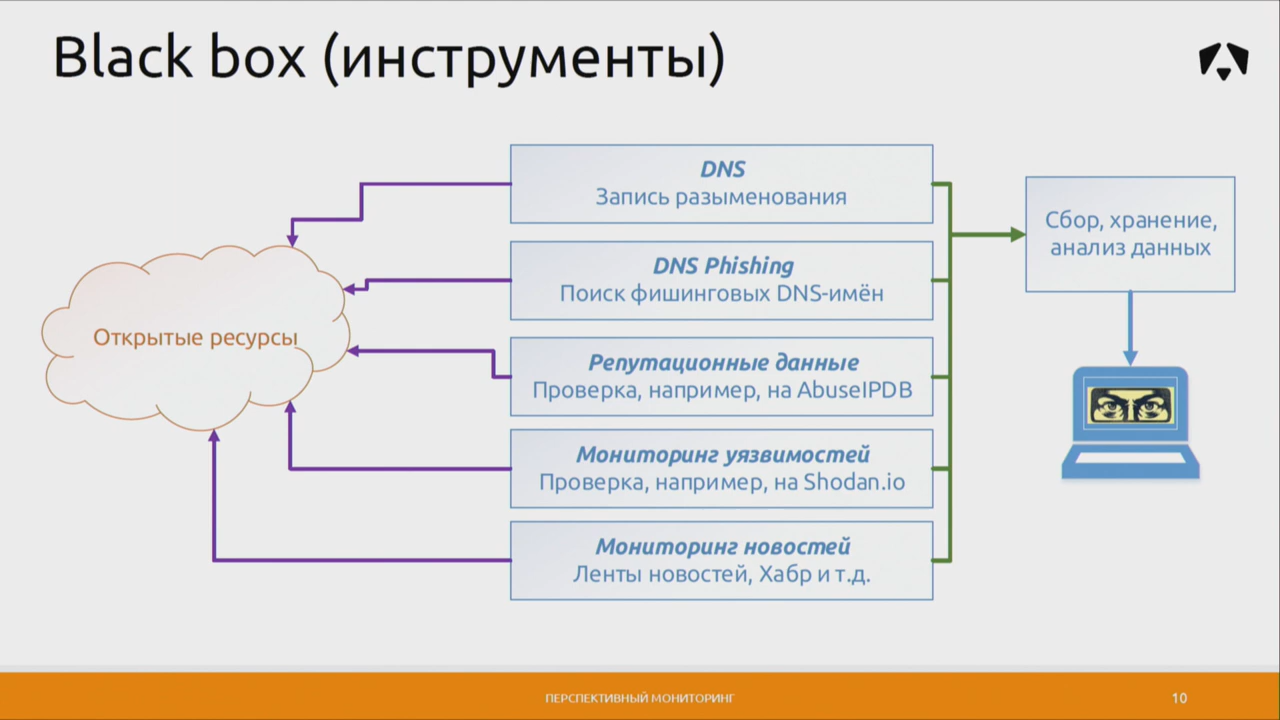 Black box (инструменты)
DNS
Запись разыменования
DNS Phishing
Поиск фишинговых DNS-имён
Репутационные данные
Проверка, например, на AbuseIPDB
Мониторинг уязвимостей
Проверка, например, на Shodan.io
Мониторинг новостей
Ленты новостей, Хабр и т.д.
Открытые ресурсы
Сбор, хранение,
анализ данных
ПЕРСПЕКТИВНЫЙ МОНИТОРИНГ
10